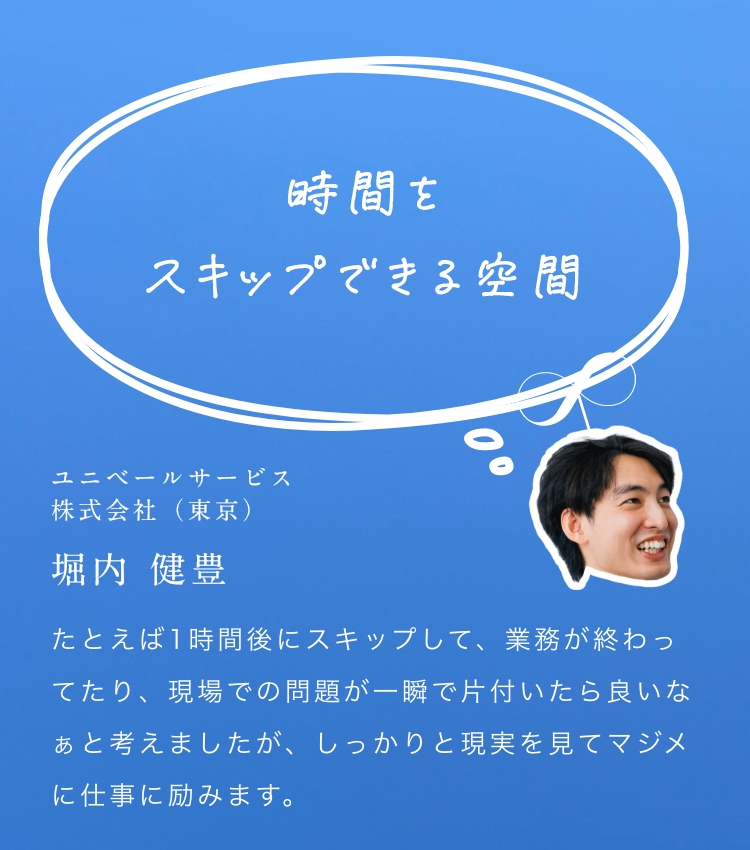 時間を
スキップできる空間
ユニベールサービス
株式会社（東京）
堀内 健豊
たとえば1時間後にスキップして、業務が終わっ
てたり、現場での問題が一瞬で片付いたら良いな
ぁと考えましたが、しっかりと現実を見てマジメ
に仕事に励みます。